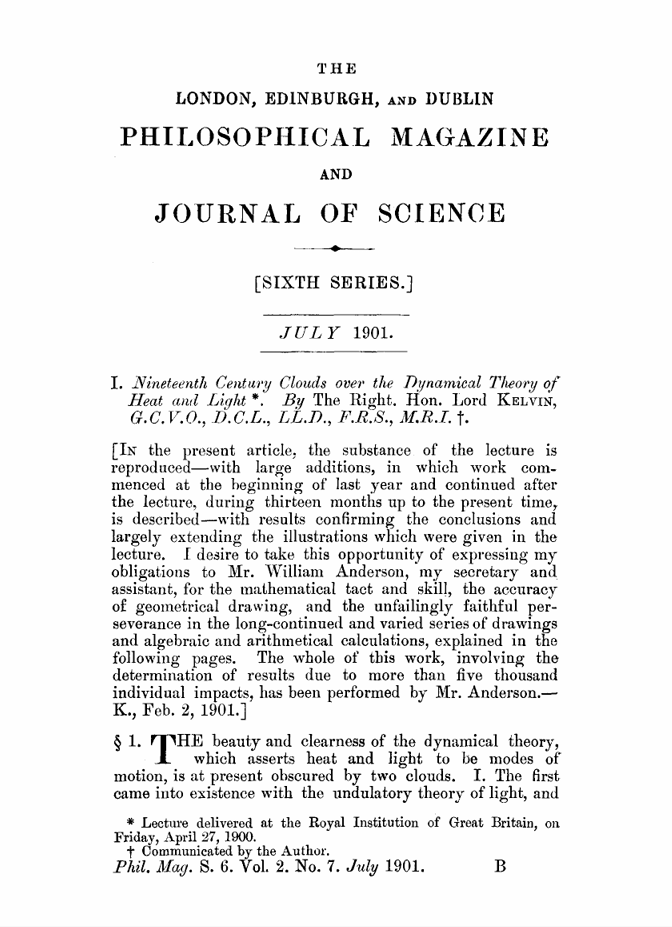 THE
LONDON, EDINBURGH, AND DUBLIN
PHILOSOPHICAL MAGAZINE
AND
JOURNAL OF SCIENCE
[SIXTH SERIES.]
JULY 1901.
I. Nineteenth Century Clouds over the Dynamical Theory of
Heat and Light *. By The Right. Hon. Lord KELVIN,
G.C.V.O., D.C.L., LL.D., F.R.S., M.R.I. †.
[IN the present article, the substance of the lecture is
reproduced—with large additions, in which work com-
menced at the beginning of last year and continued after
the lecture, during thirteen months up to the present time,
is described—with results confirming the conclusions and
largely extending the illustrations which were given in the
lecture. I desire to take this opportunity of expressing my
obligations to Mr. William Anderson, my secretary and
assistant, for the mathematical tact and skill, the accuracy
of geometrical drawing, and the unfailingly faithful per-
severance in the long-continued and varied series of drawings
and algebraic and arithmetical calculations, explained in the
following pages. The whole of this work, involving the
determination of results due to more than five thousand
individual impacts, has been performed by Mr. Anderson.—
K., Feb. 2, 1901.]
§ 1. THE beauty and clearness of the dynamical theory,
which asserts heat and light to be modes of
motion, is at present obscured by two clouds. I. The first
came into existence with the undulatory theory of light, and
* Lecture delivered at the Royal Institution of Great Britain, on
Friday, April 27, 1900.
† Communicated by the Author.
Phil. Mag. S. 6. Vol. 2. No. 7. July 1901. B